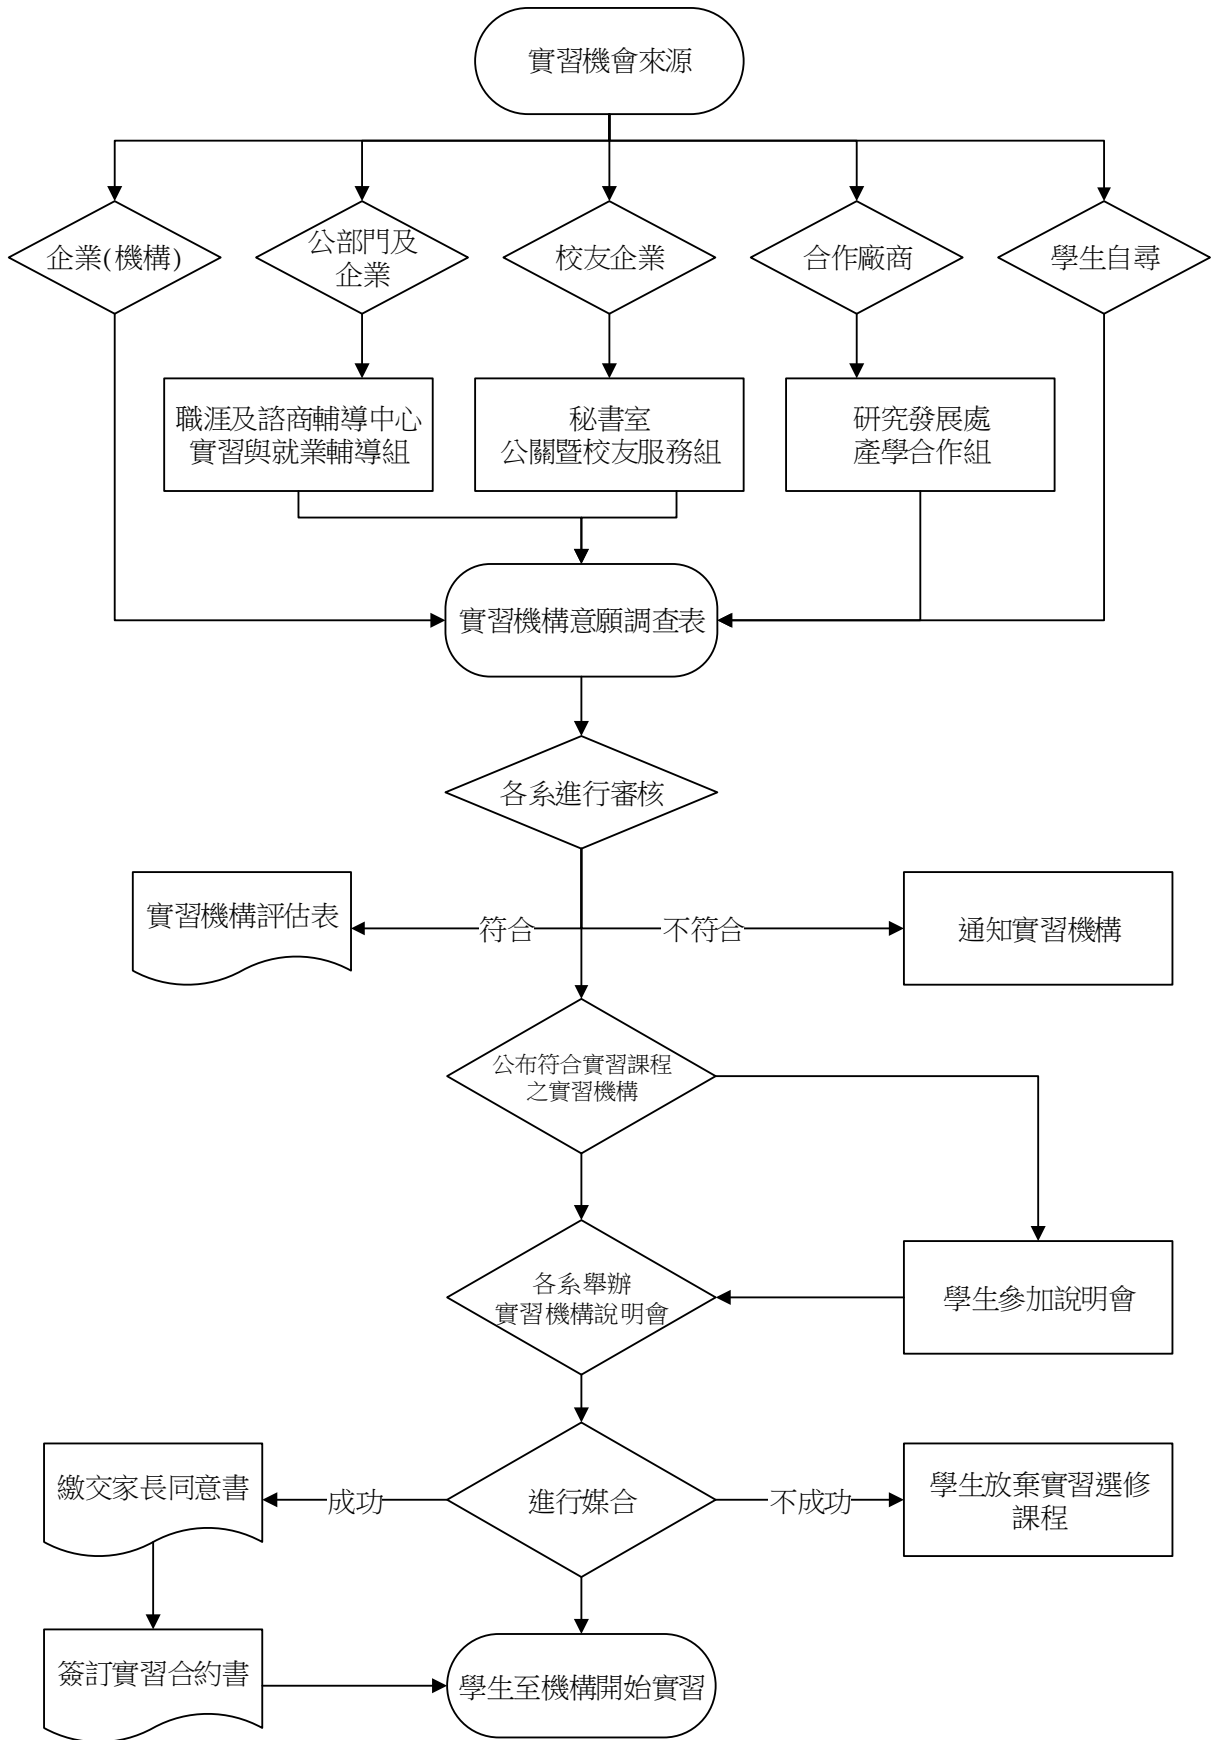 實習機會來源
企業(機構)
公部門及
企業
校友企業
合作廠商
學生自尋
職涯及諮商輔導中心
實習與就業輔導組
秘書室
公關暨校友服務組
研究發展處
產學合作組
實習機構意願調查表
各系進行審核
實習機構評估表
符合
不符合
通知實習機構
公布符合實習課程
之實習機構
各系舉辦
實習機構說明會
學生參加說明會
繳交家長同意書
成功
進行媒合
不成功
學生放棄實習選修
課程
簽訂實習合約書
學生至機構開始實習